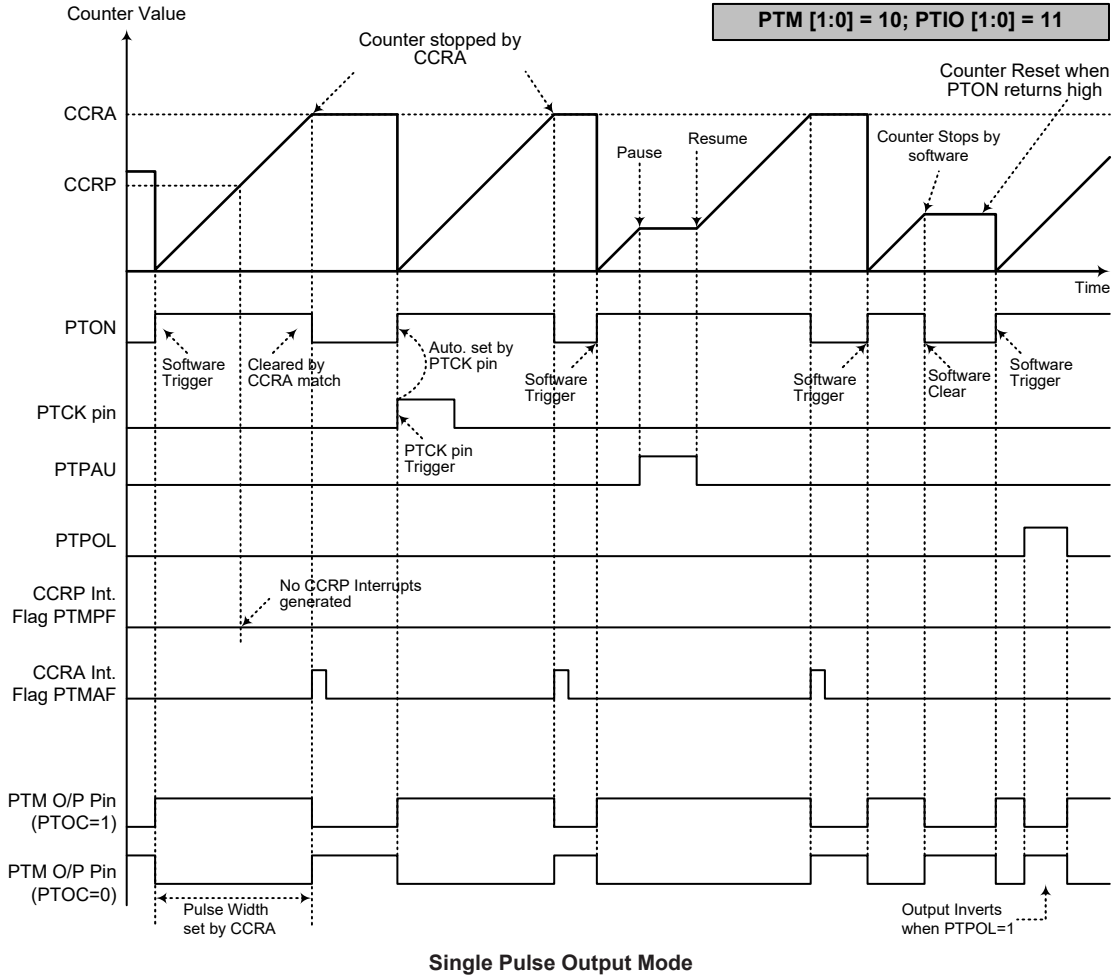 Counter Value
PTM [1:0] = 10; PTIO [1:0] = 11
Counter stopped by
CCRA
Counter Reset when
PTON returns high
CCRA
Pause
Resume
Counter Stops by
software
CCRP
Time
PTON
Software
Trigger
Cleared by
CCRA match
Auto. set by
PTCK pin
Software
Trigger
Software
Trigger
Software
Clear
Software
Trigger
PTCK pin
PTCK pin
Trigger
PTPAU
PTPOL
CCRP Int.
Flag PTMPF
No CCRP Interrupts
generated
CCRA Int.
Flag PTMAF
PTM O/P Pin
(PTOC=1)
PTM O/P Pin
(PTOC=0)
Pulse Width
set by CCRA
Output Inverts
when PTPOL=1
Single Pulse Output Mode